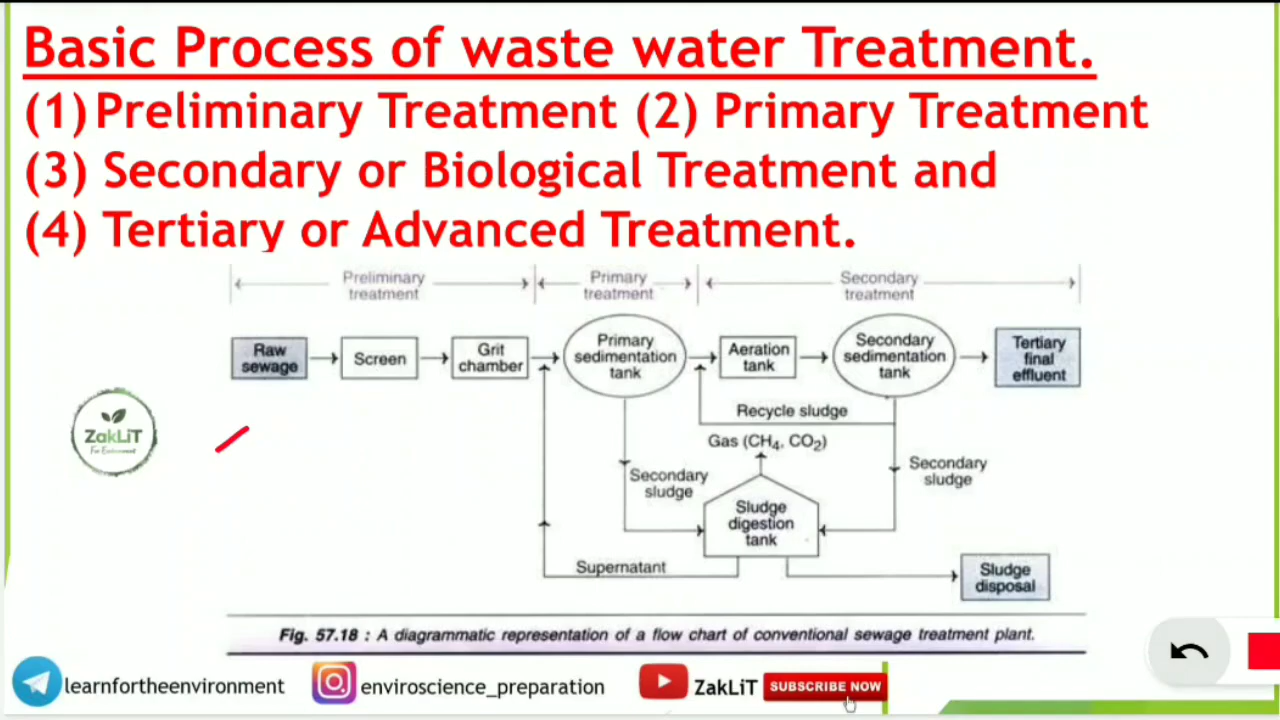 Basic Process of waste water Treatment.
(1) Preliminary Treatment (2) Primary Treatment
(3) Secondary or Biological Treatment and
(4) Tertiary or Advanced Treatment.
Preliminary
treatment
Primary
treatment
Secondary
treatment
Raw
sewage
Screen
Grit
chamber
Primary
sedimentation
tank
Aeration
tank
Secondary
sedimentation
tank
Tertiary
final
effluent
Recycle sludge
Gas (CH4, CO2)
Secondary
sludge
Secondary
sludge
Sludge
digestion
tank
Supernatant
Sludge
disposal
ZakLiT
For Environment
Fig. 57.18 : A diagrammatic representation of a flow chart of conventional sewage treatment plant.
learnfortheenvironment
enviroscience_preparation
ZakLiT
SUBSCRIBE NOW